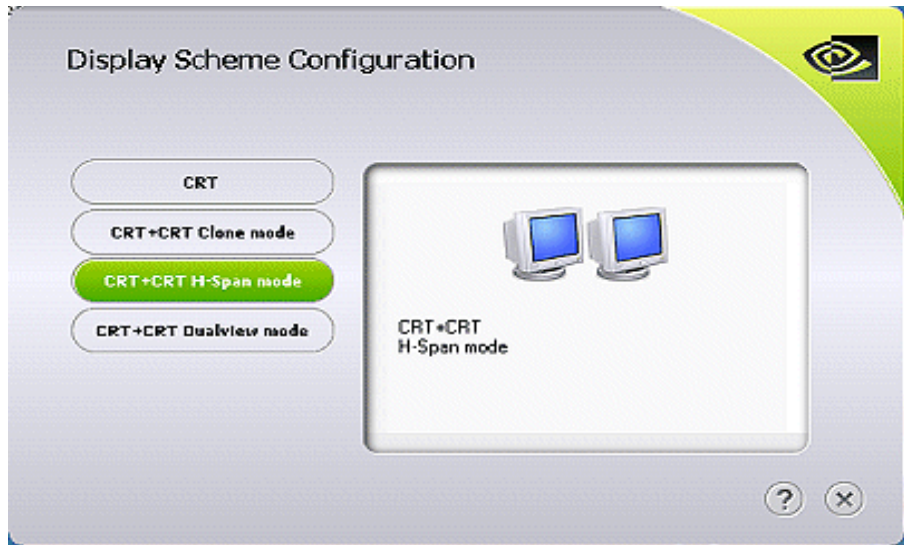 Display Scheme Configuration
CRT
CRT+CRT Clone mode
CRT+CRT H-Span mode
CRT+CRT Dualview mode
CRT+CRT
H-Span mode
?